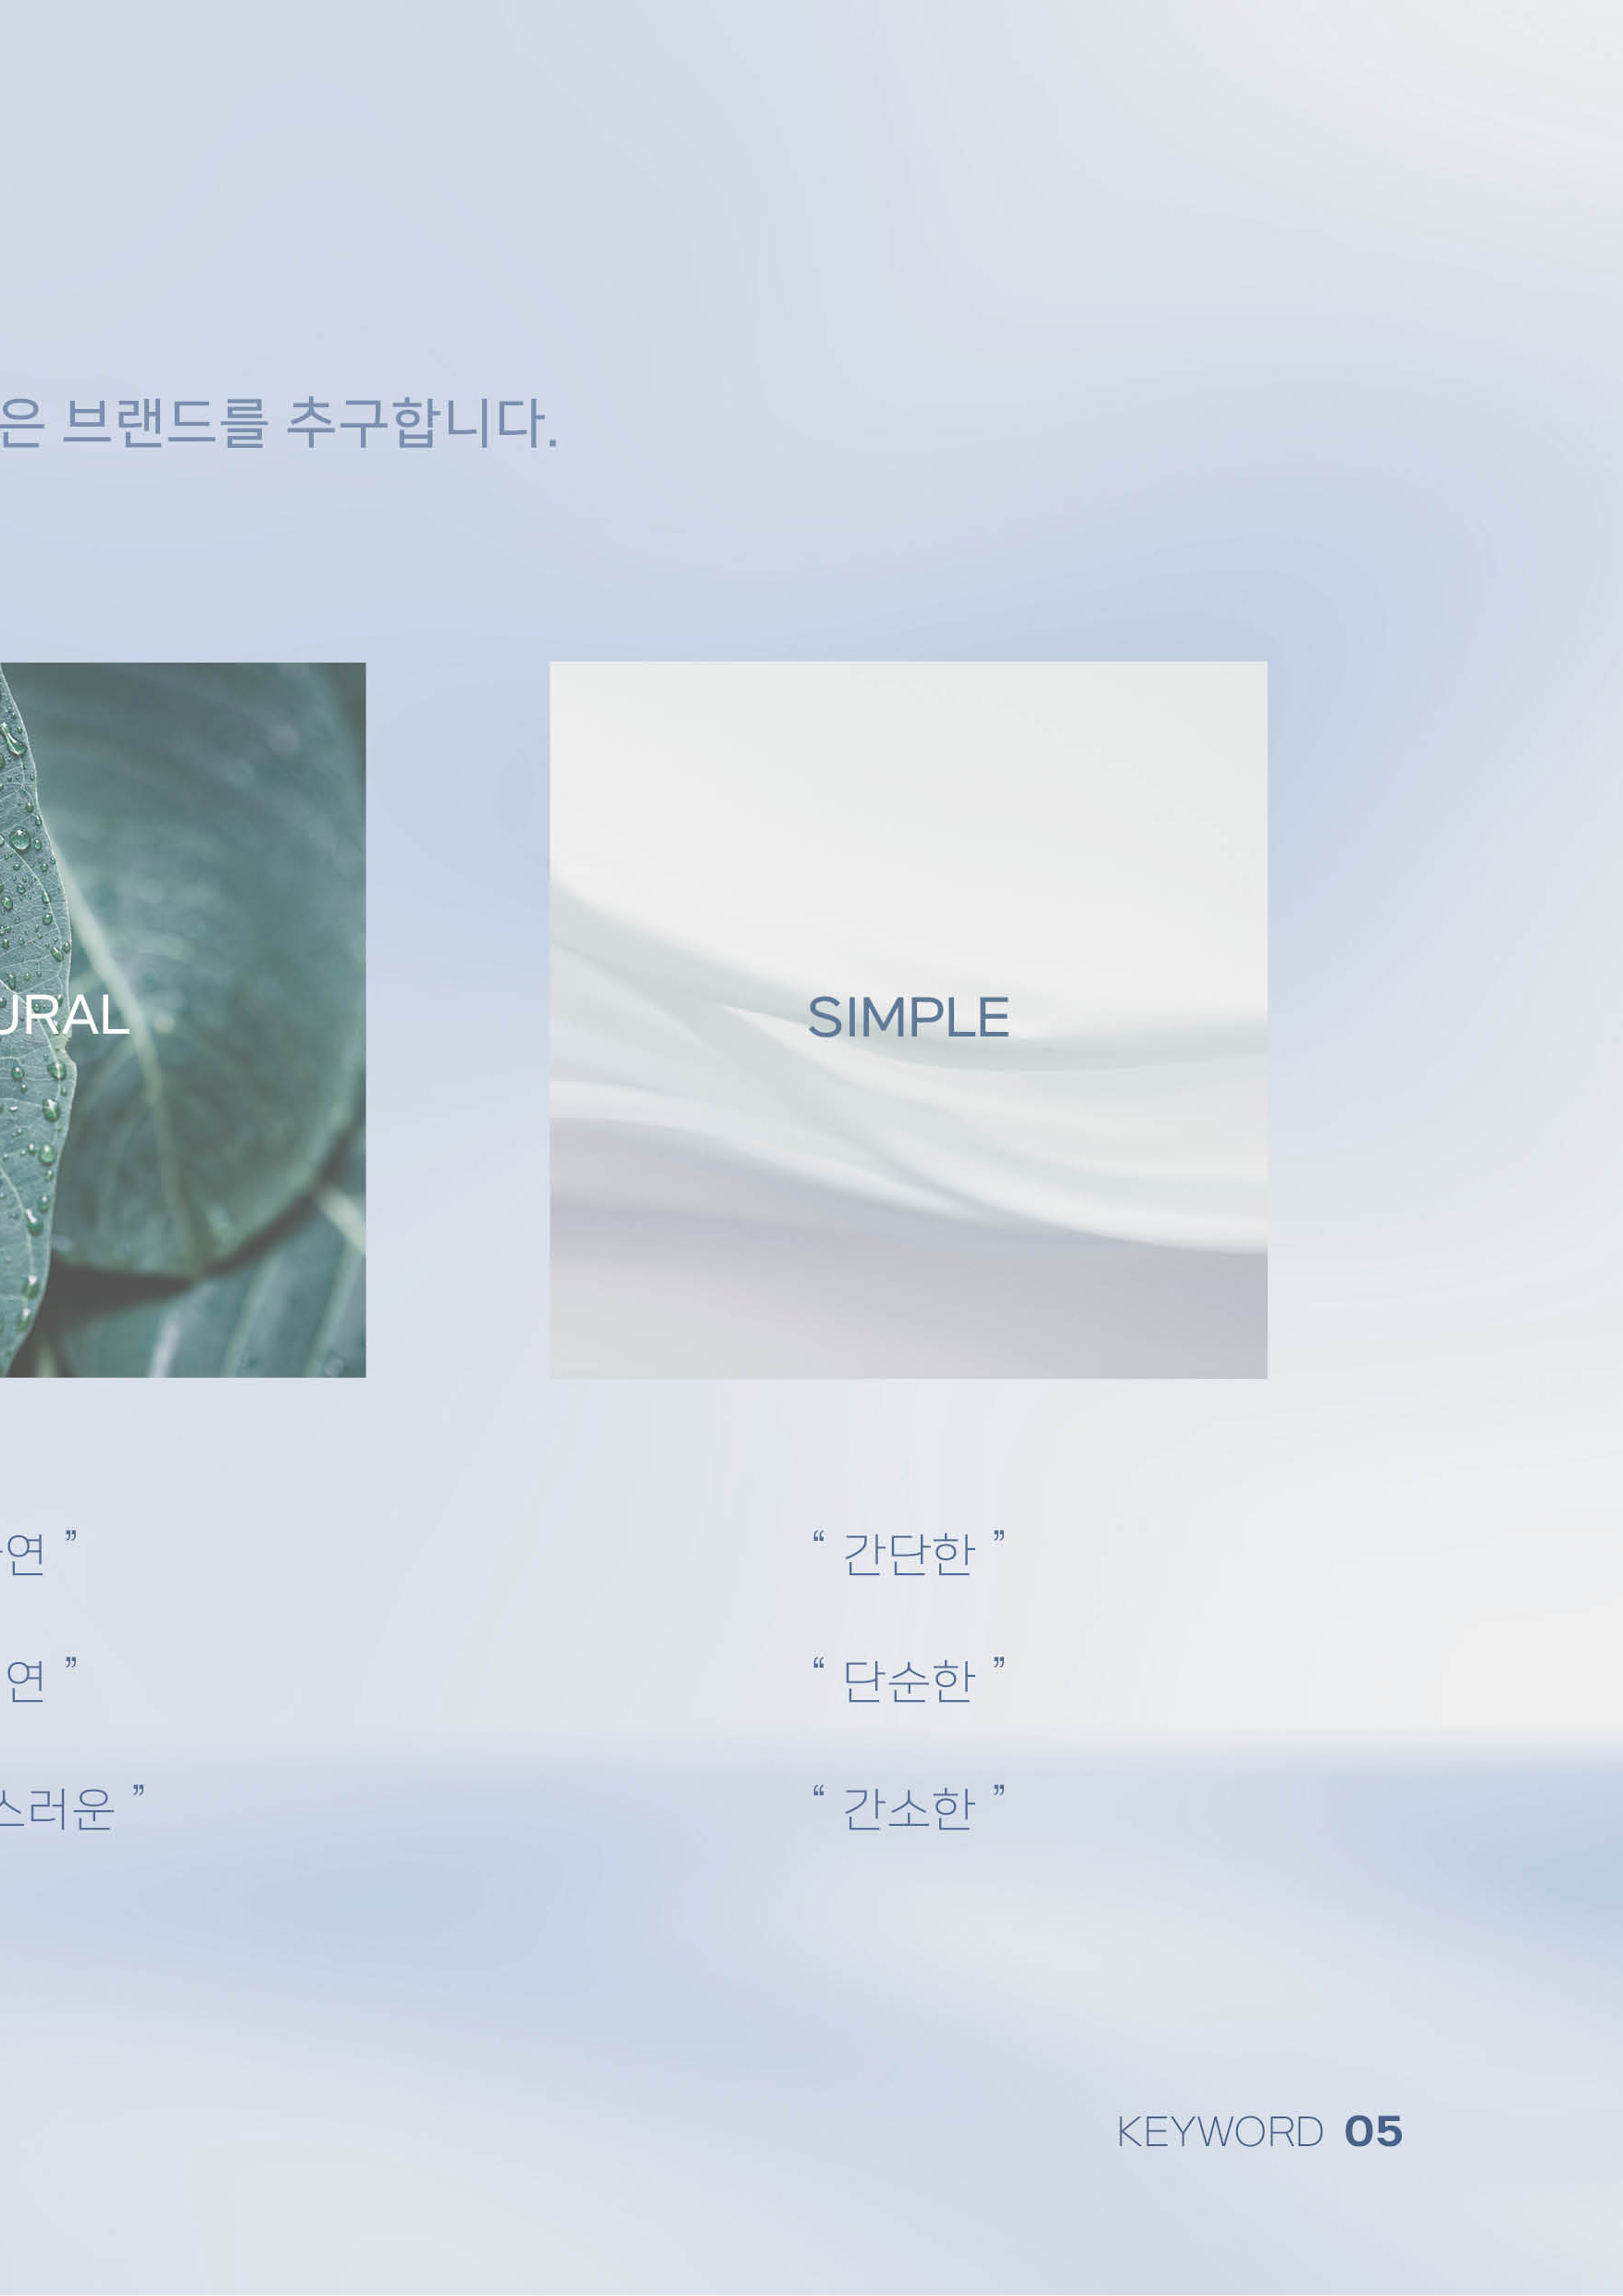 은 브랜드를 추구합니다.
URAL
SIMPLE
연 ”
“ 간단한 ”
연 ”
“ 단순한 ”
스러운 ”
“ 간소한 ”
KEYWORD 05